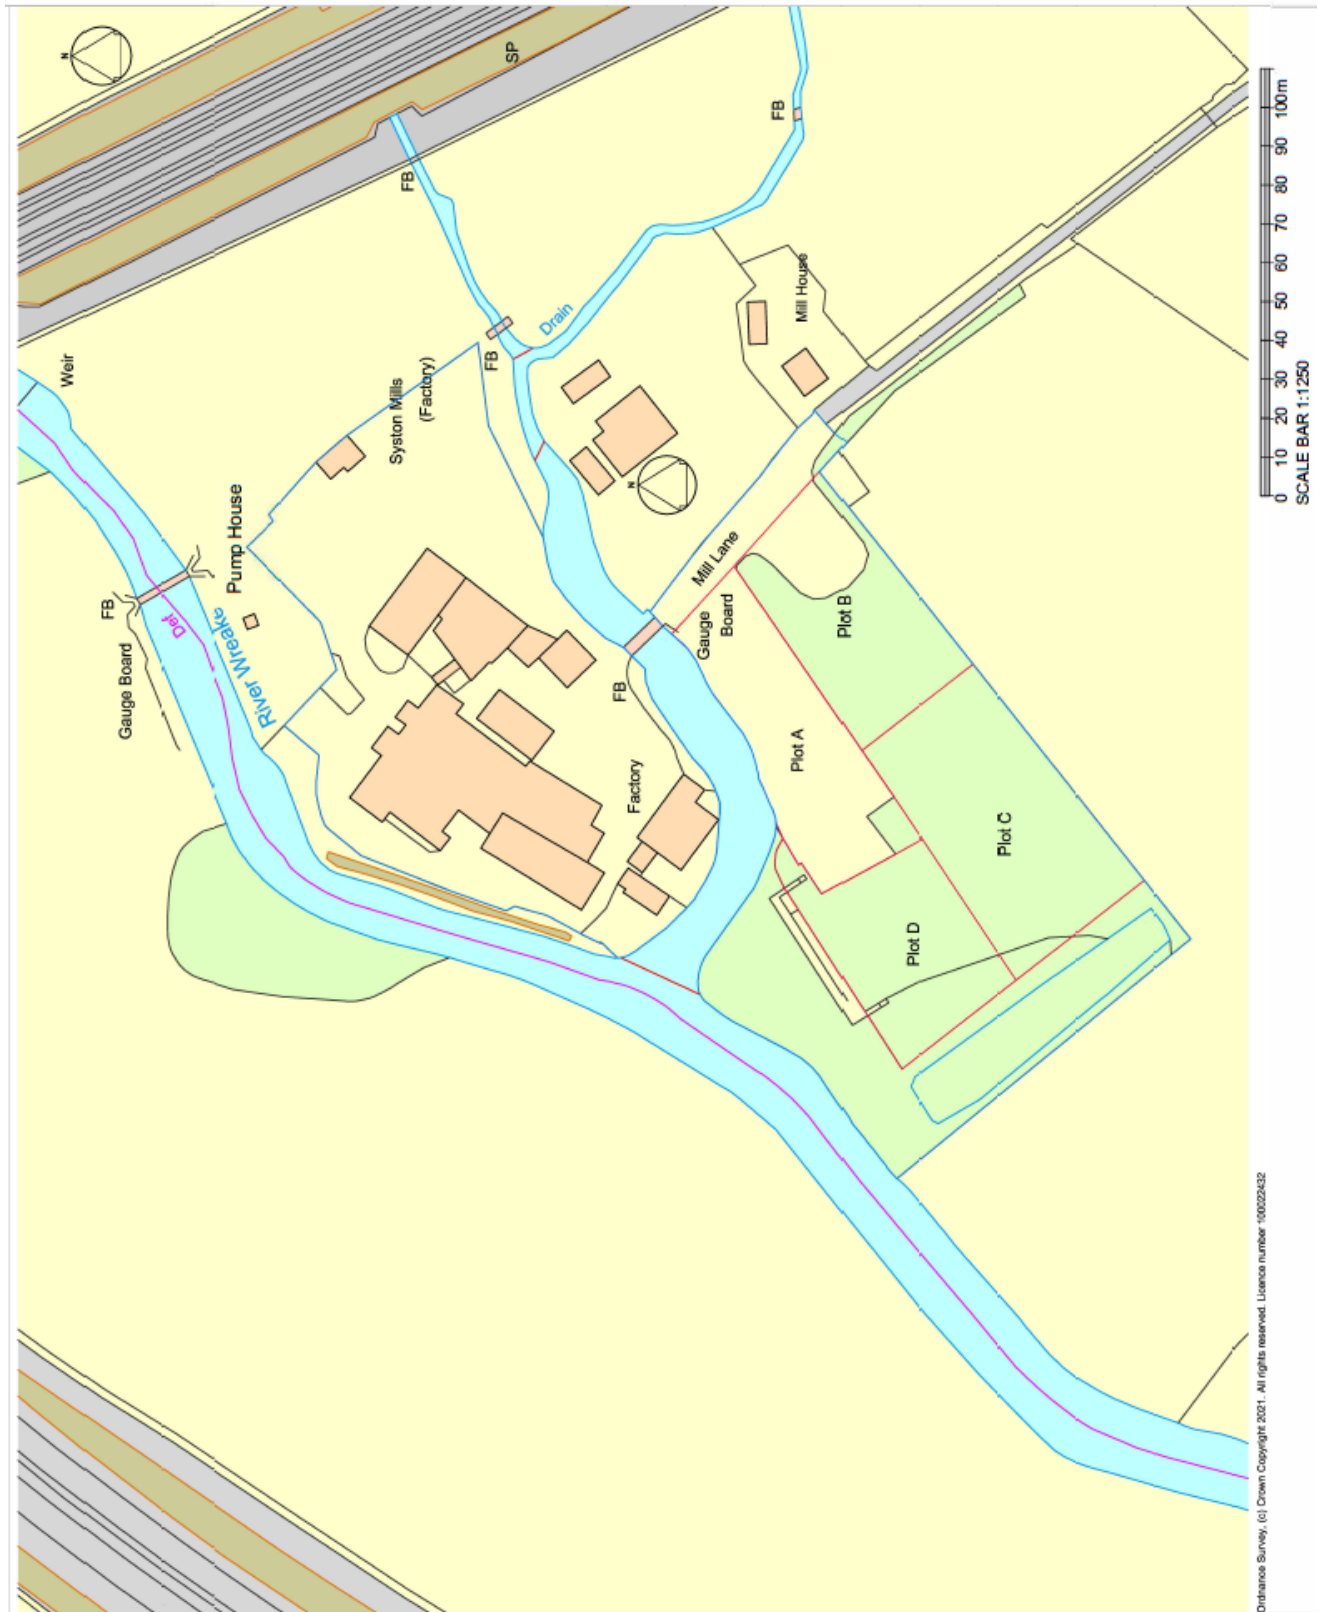 N
SP
FB
FB
Weir
Syston Mills
(Factory)
FB
Drain
Mill House
Pump House
FB
Def
Gauge Board
River Wreake
N
Mill Lane
Gauge
Board
FB
Plot B
Factory
Plot A
Plot C
Plot D
0 10 20 30 40 50 60 70 80 90 100m
SCALE BAR 1:1250
Ordnance Survey, (c) Crown Copyright 2021. All rights reserved. Licence number 100022432